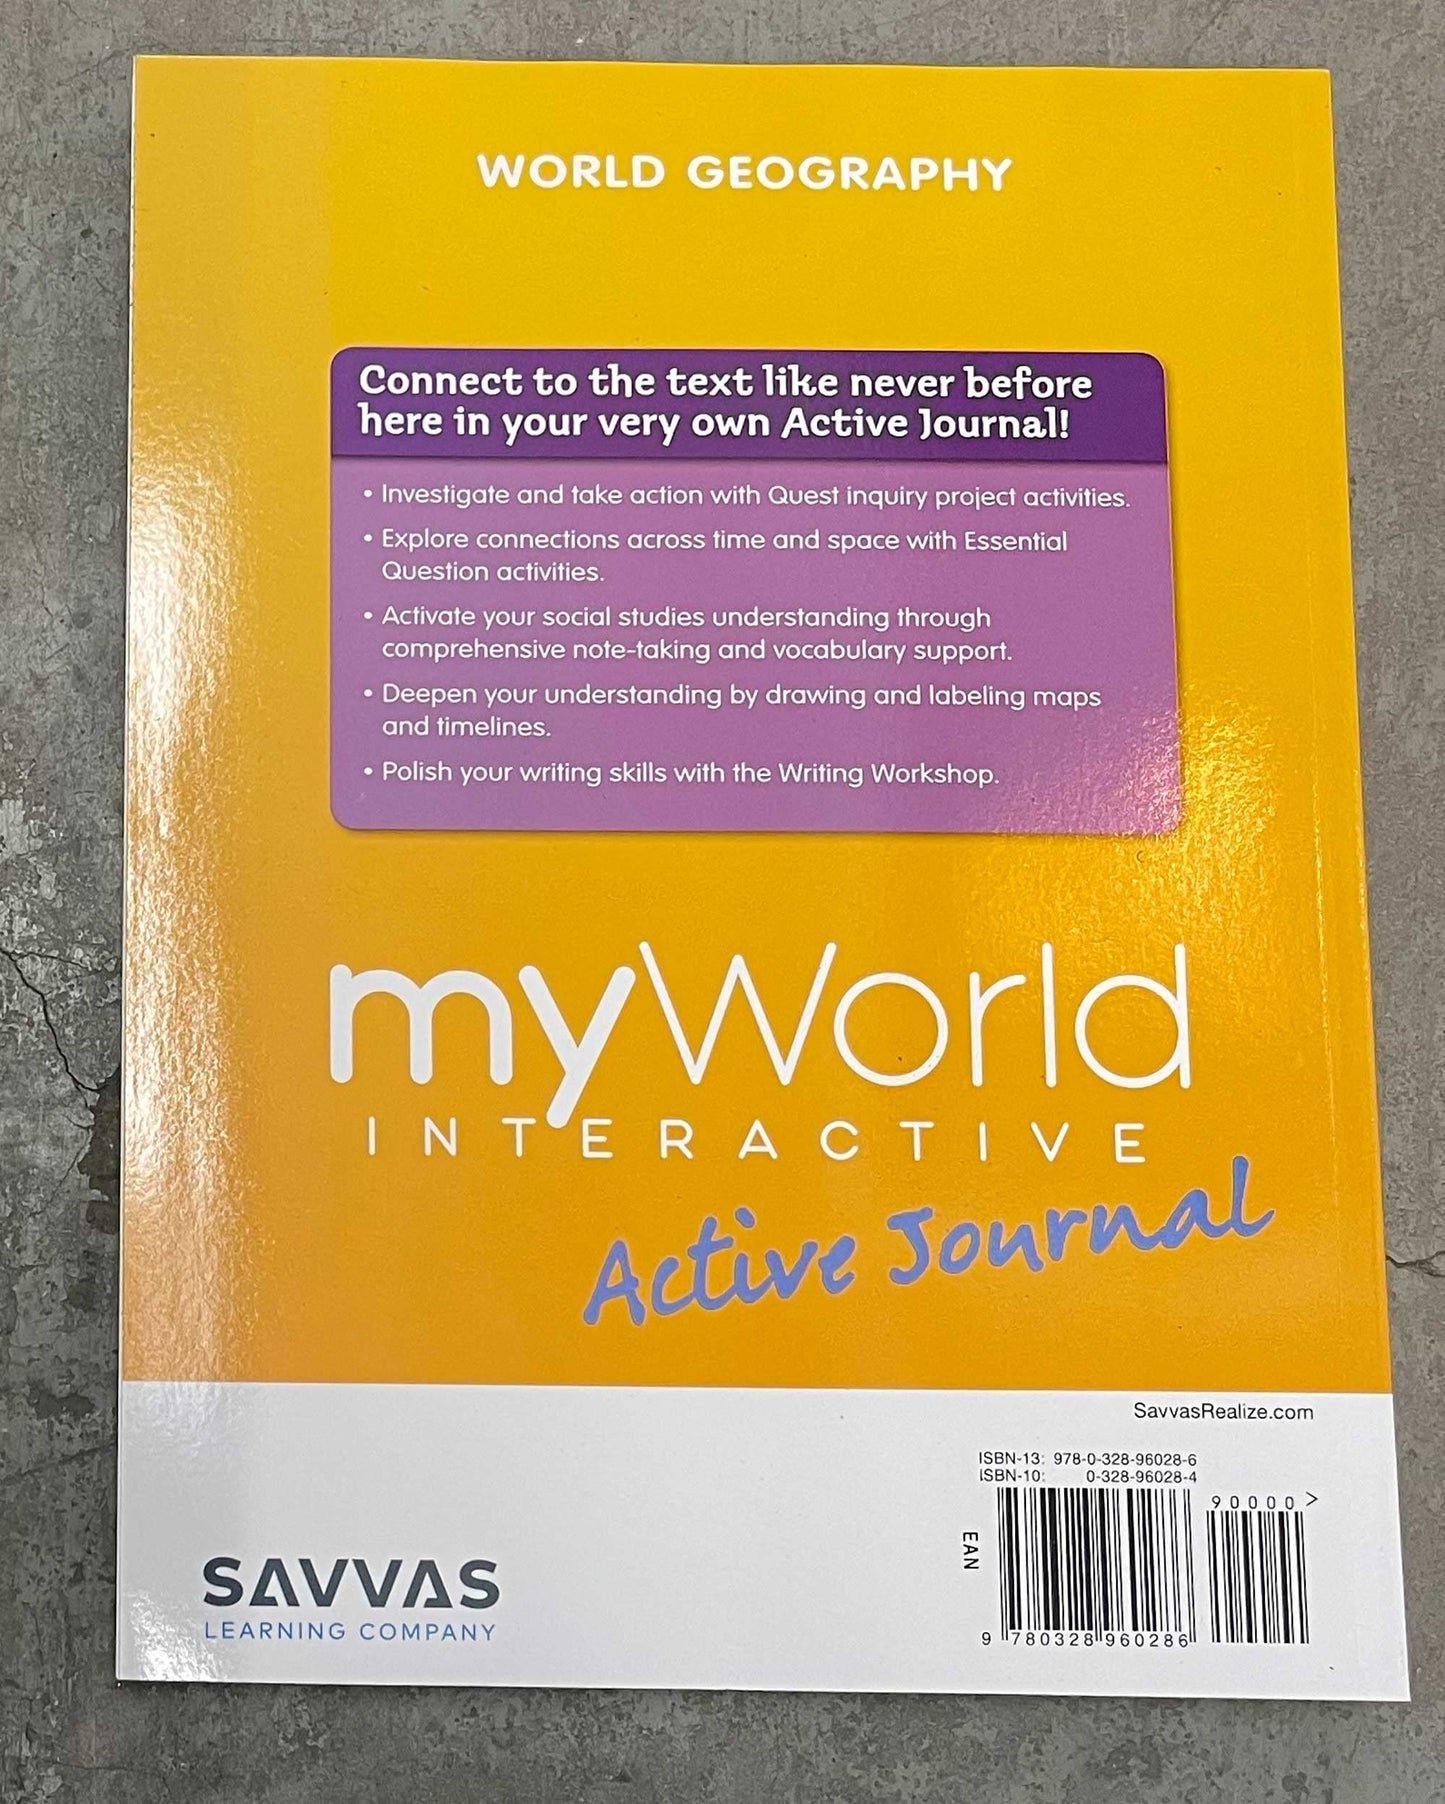 WORLD GEOGRAPHY
Connect to the text like never before
here in your very own Active Journal!
• Investigate and take action with Quest inquiry project activities.
• Explore connections across time and space with Essential
Question activities.
• Activate your social studies understanding through
comprehensive note-taking and vocabulary support.
• Deepen your understanding by drawing and labeling maps
and timelines.
• Polish your writing skills with the Writing Workshop.
myWorld
INTERACTIVE
Active Journal
SavvasRealize.com
ISBN-13: 978-0-328-96028-6
ISBN-10: 0-328-96028-4
90000>
EAN
9 780328 960286
SAVVAS
LEARNING COMPANY